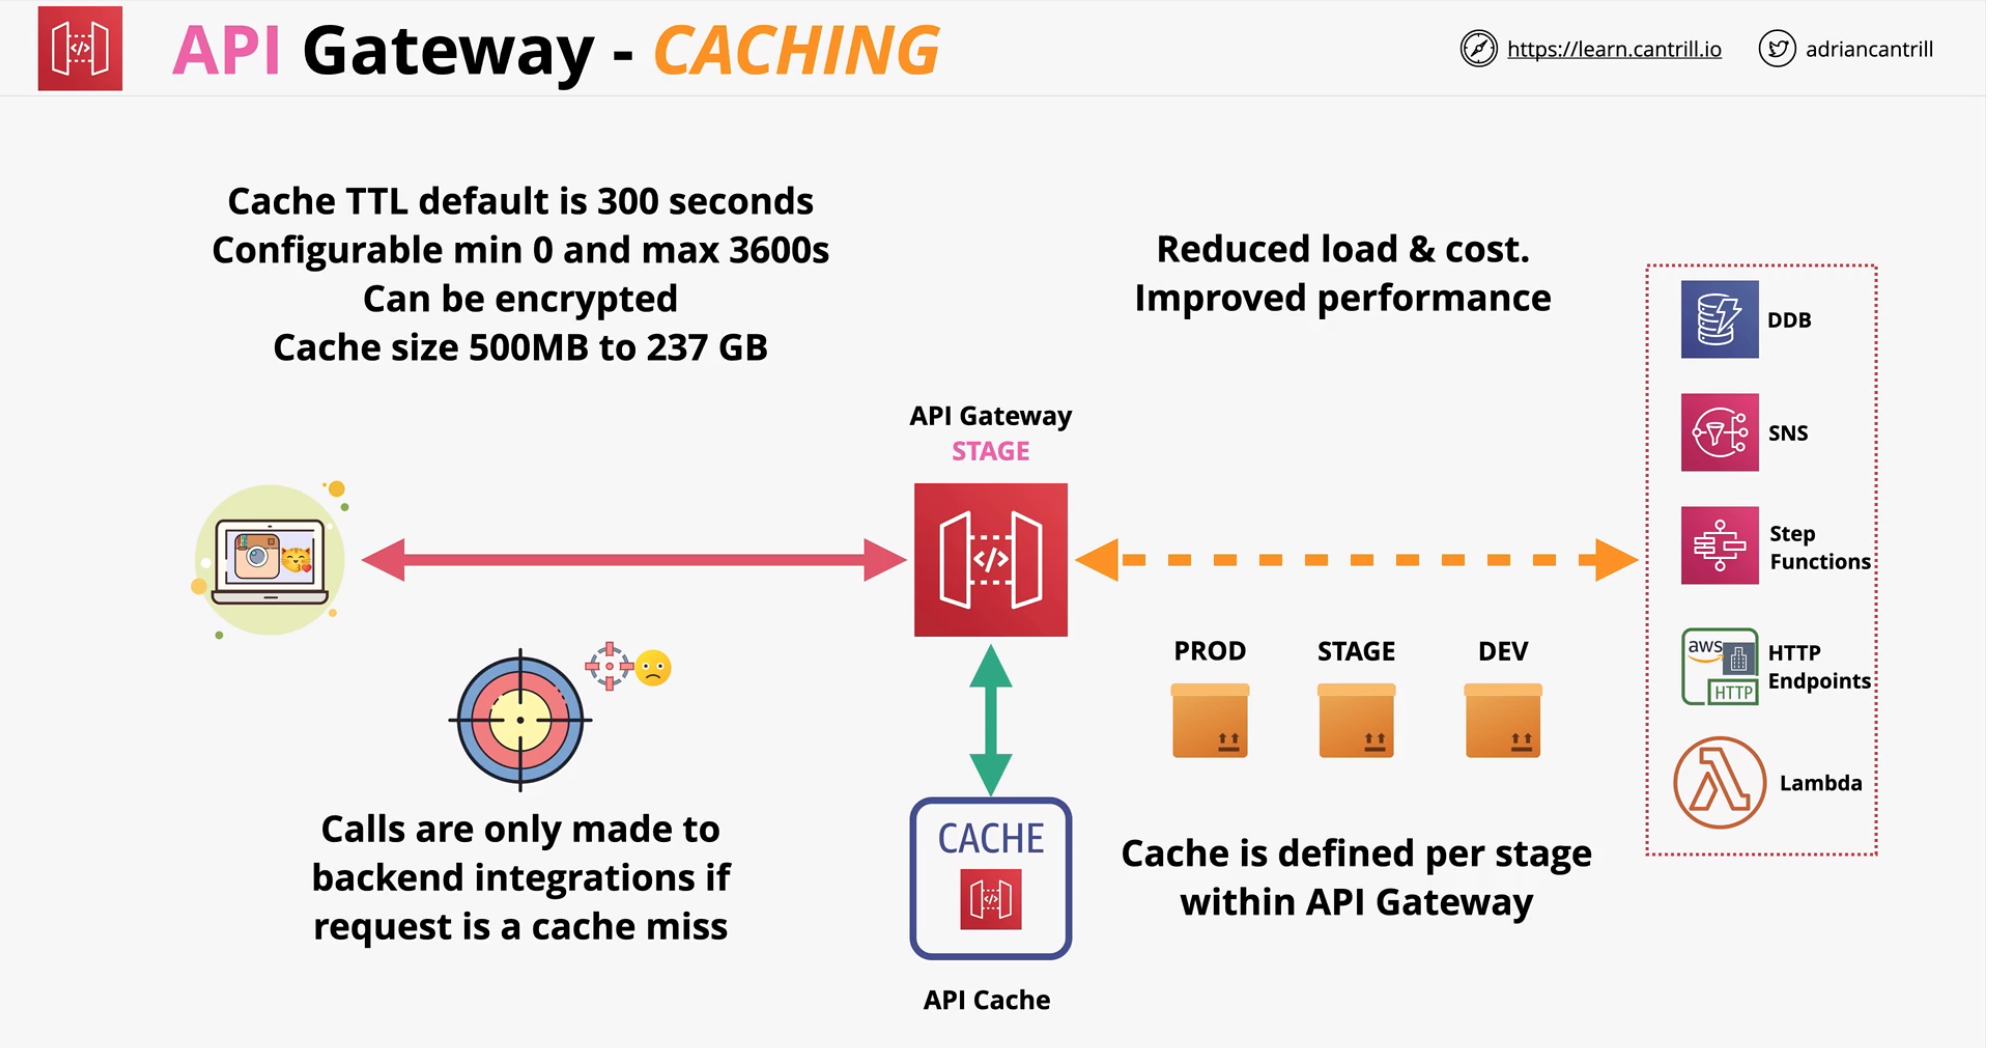 API Gateway - CACHING
https://learn.cantrill.io
adriancantrill
Cache TTL default is 300 seconds
Configurable min 0 and max 3600s
Can be encrypted
Cache size 500MB to 237 GB
Reduced load & cost.
Improved performance
API Gateway
STAGE
</>
DDB
SNS
Step
Functions
aws
HTTP
HTTP
Endpoints
Lambda
PROD
STAGE
DEV
Calls are only made to
backend integrations if
request is a cache miss
CACHE
</>
API Cache
Cache is defined per stage
within API Gateway